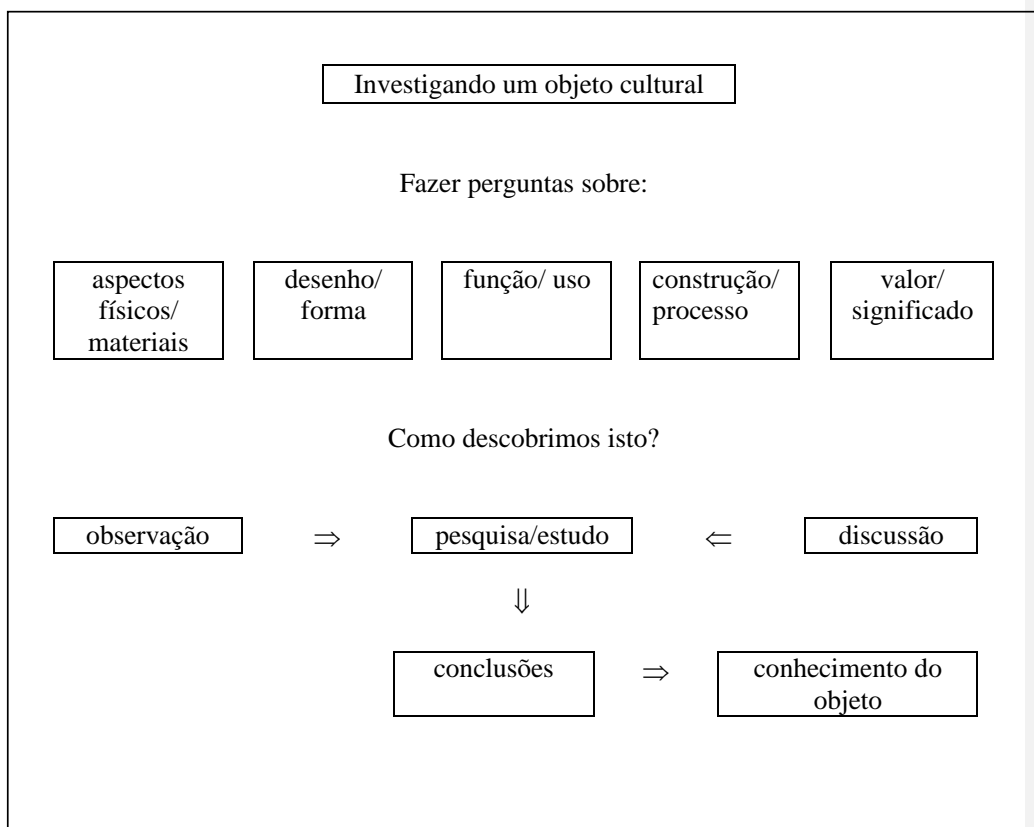 Investigando um objeto cultural
Fazer perguntas sobre:
aspectos
físicos/
materiais
desenho/
forma
função/ uso
construção/
processo
valor/
significado
Como descobrimos isto?
observação ⇒ pesquisa/estudo ⇐ discussão
⇓
conclusões ⇒ conhecimento do
objeto